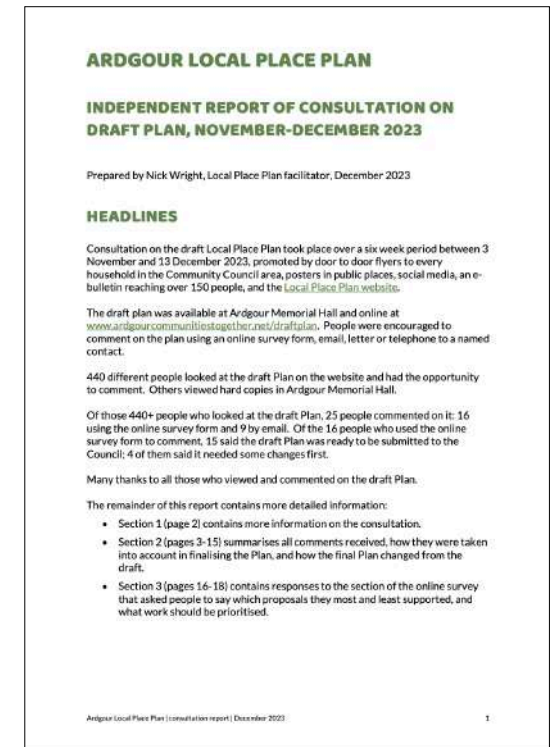 ARDGOUR LOCAL PLACE PLAN
INDEPENDENT REPORT OF CONSULTATION ON
DRAFT PLAN, NOVEMBER-DECEMBER 2023
Prepared by Nick Wright, Local Place Plan facilitator, December 2023
HEADLINES
Consultation on the draft Local Place Plan took place over a six week period between 3
November and 13 December 2023, promoted by door to door flyers to every
household in the Community Council area, posters in public places, social media, an e-
bulletin reaching over 150 people, and the Local Place Plan website.
The draft plan was available at Ardgour Memorial Hall and online at
www.ardgourcommunitiestogether.net/draftplan. People were encouraged to
comment on the plan using an online survey form, email, letter or telephone to a named
contact.
440 different people looked at the draft Plan on the website and had the opportunity
to comment. Others viewed hard copies in Ardgour Memorial Hall.
Of those 440+ people who looked at the draft Plan, 25 people commented on it: 16
using the online survey form and 9 by email. Of the 16 people who used the online
survey form to comment, 15 said the draft Plan was ready to be submitted to the
Council; 4 of them said it needed some changes first.
Many thanks to all those who viewed and commented on the draft Plan.
The remainder of this report contains more detailed information:
• Section 1 (page 2) contains more information on the consultation.
• Section 2 (pages 3-15) summarises all comments received, how they were taken
into account in finalising the Plan, and how the final Plan changed from the
draft.
• Section 3 (pages 16-18) contains responses to the section of the online survey
that asked people to say which proposals they most and least supported, and
what work should be prioritised.
Ardgour Local Place Plan | consultation report | December 2023 1